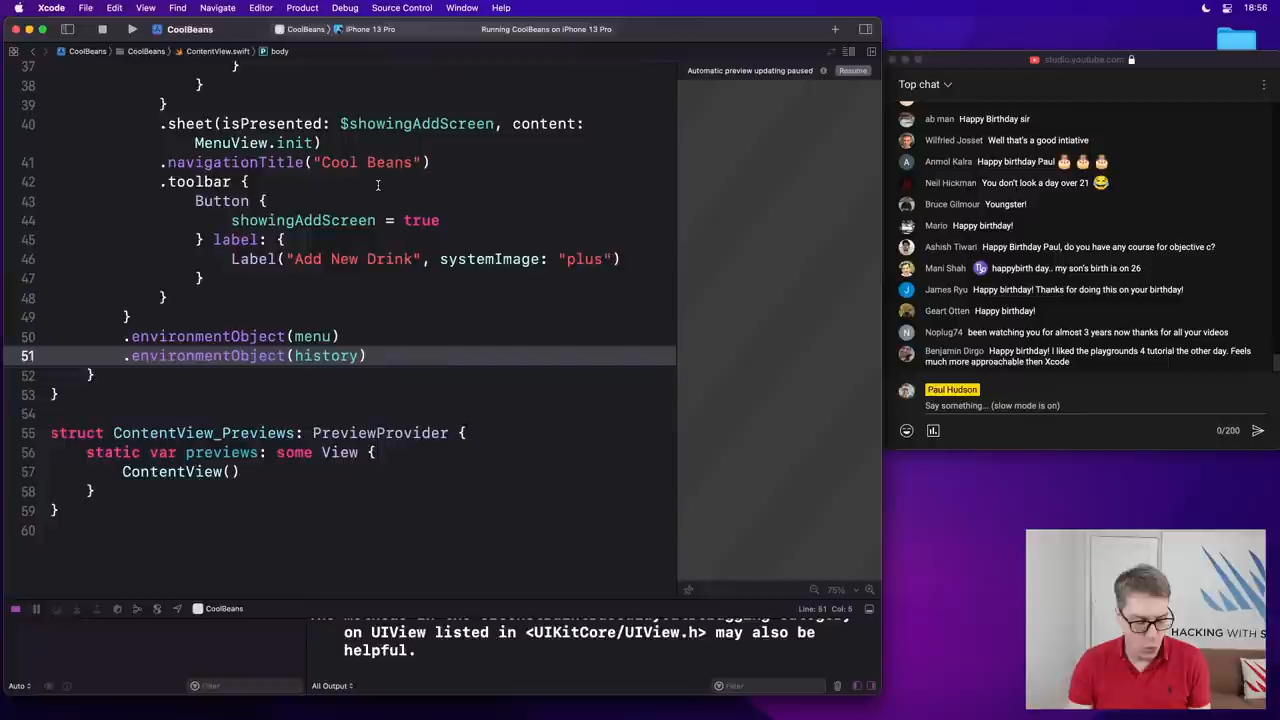 Xcode File Edit View Find Navigate Editor Product Debug Source Control Window Help 18:56
CoolBeans CoolBeans iPhone 13 Pro Running CoolBeans on iPhone 13 Pro
CoolBeans CoolBeans ContentView.swift body
37 }
38 }
39 }
40 .sheet(isPresented: $showingAddScreen, content:
MenuView.init)
41 .navigationTitle("Cool Beans")
42 .toolbar {
43 Button {
44 showingAddScreen = true
45 } label: {
46 Label("Add New Drink", systemImage: "plus")
47 }
48 }
49 }
50 .environmentObject(menu)
51 .environmentObject(history)
52 }
53 }
54
55 struct ContentView_Previews: PreviewProvider {
56 static var previews: some View {
57 ContentView()
58 }
59 }
60
Automatic preview updating paused Resume
75%
CoolBeans Line: 51 Col: 5
on UIView listed in <UIKitCore/UIView.h> may also be
helpful.
Auto Filter All Output Filter
studio.youtube.com
Top chat
ab man Happy Birthday sir
Wilfried Josset Well that's a good intiative
Anmol Kalra Happy birthday Paul 🎂 🎂 🎂
Neil Hickman You don't look a day over 21 😂
Bruce Gilmour Youngster!
Mario Happy birthday!
Ashish Tiwari Happy Birthday Paul, do you have any course for objective c?
Mani Shah ♑ happybirth day.. my son's birth is on 26
James Ryu Happy birthday! Thanks for doing this on your birthday!
Geart Otten Happy birthday!
Noplug74 been watching you for almost 3 years now thanks for all your videos
Benjamin Dirgo Happy birthday! I liked the playgrounds 4 tutorial the other day. Feels
much more approachable then Xcode
Paul Hudson
Say something... (slow mode is on)
0/200
HACKING WITH S